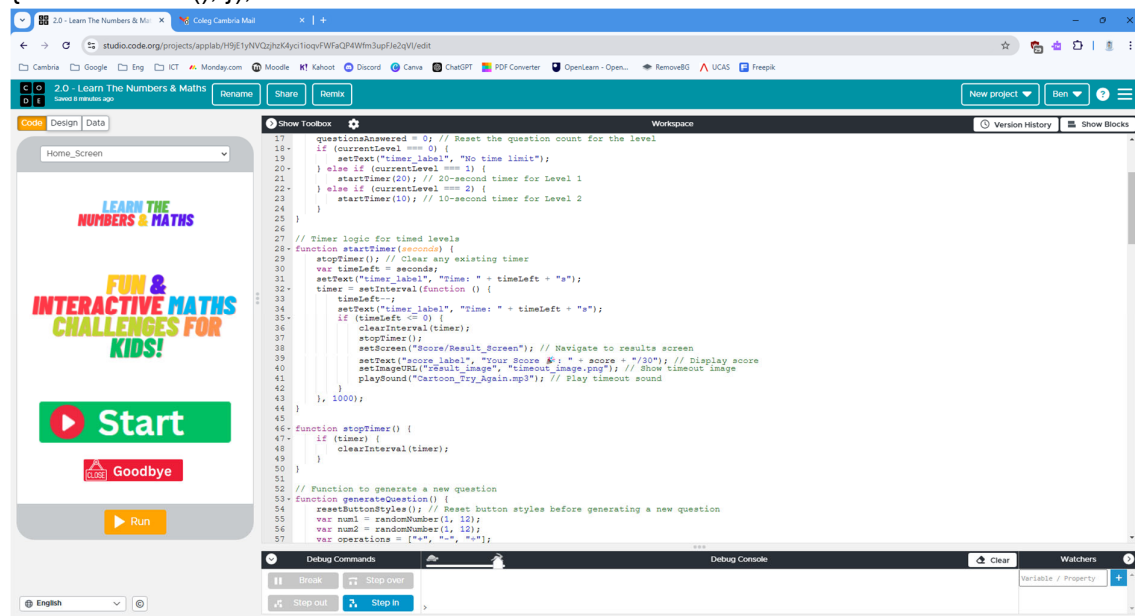 2.0 - Learn The Numbers & Ma
Coleg Cambria Mail
studio.code.org/projects/applab/H9jE1yNVQzjhzK4yci1ioqvFWFaQP4Wfm3upFJe2qVI/edit
Cambria Google Eng ICT Monday.com Moodle Kahoot Discord Canva ChatGPT PDF Converter OpenLearn - Open... RemoveBG UCAS Freepik
C O D E
2.0 - Learn The Numbers & Maths
Saved 8 minutes ago
Rename Share Remix New project Ben
Code Design Data Show Toolbox Workspace Version History Show Blocks
Home_Screen
LEARN THE
NUMBERS & MATHS
FUN &
INTERACTIVE MATHS
CHALLENGES FOR
KIDS!
Start
CLOSE Goodbye
Run
17 questionsAnswered = 0; // Reset the question count for the level
18 if (currentLevel === 0) {
19 setText("timer_label", "No time limit");
20 } else if (currentLevel === 1) {
21 startTimer(20); // 20-second timer for Level 1
22 } else if (currentLevel === 2) {
23 startTimer(10); // 10-second timer for Level 2
24 }
25 }
26
27 // Timer logic for timed levels
28 function startTimer(seconds) {
29 stopTimer(); // Clear any existing timer
30 var timeLeft = seconds;
31 setText("timer_label", "Time: " + timeLeft + "s");
32 timer = setInterval(function () {
33 timeLeft--;
34 setText("timer_label", "Time: " + timeLeft + "s");
35 if (timeLeft <= 0) {
36 clearInterval(timer);
37 stopTimer();
38 setScreen("Score/Result_Screen"); // Navigate to results screen
39 setText("score_label", "Your Score 🎉: " + score + "/30"); // Display score
40 setImageURL("result_image", "timeout_image.png"); // Show timeout image
41 playSound("Cartoon_Try_Again.mp3"); // Play timeout sound
42 }
43 }, 1000);
44 }
45
46 function stopTimer() {
47 if (timer) {
48 clearInterval(timer);
49 }
50 }
51
52 // Function to generate a new question
53 function generateQuestion() {
54 resetButtonStyles(); // Reset button styles before generating a new question
55 var num1 = randomNumber(1, 12);
56 var num2 = randomNumber(1, 12);
57 var operations = ["+", "-", "÷"];
Debug Commands Debug Console Clear Watchers
Break Step over Variable / Property
Step out Step in
English